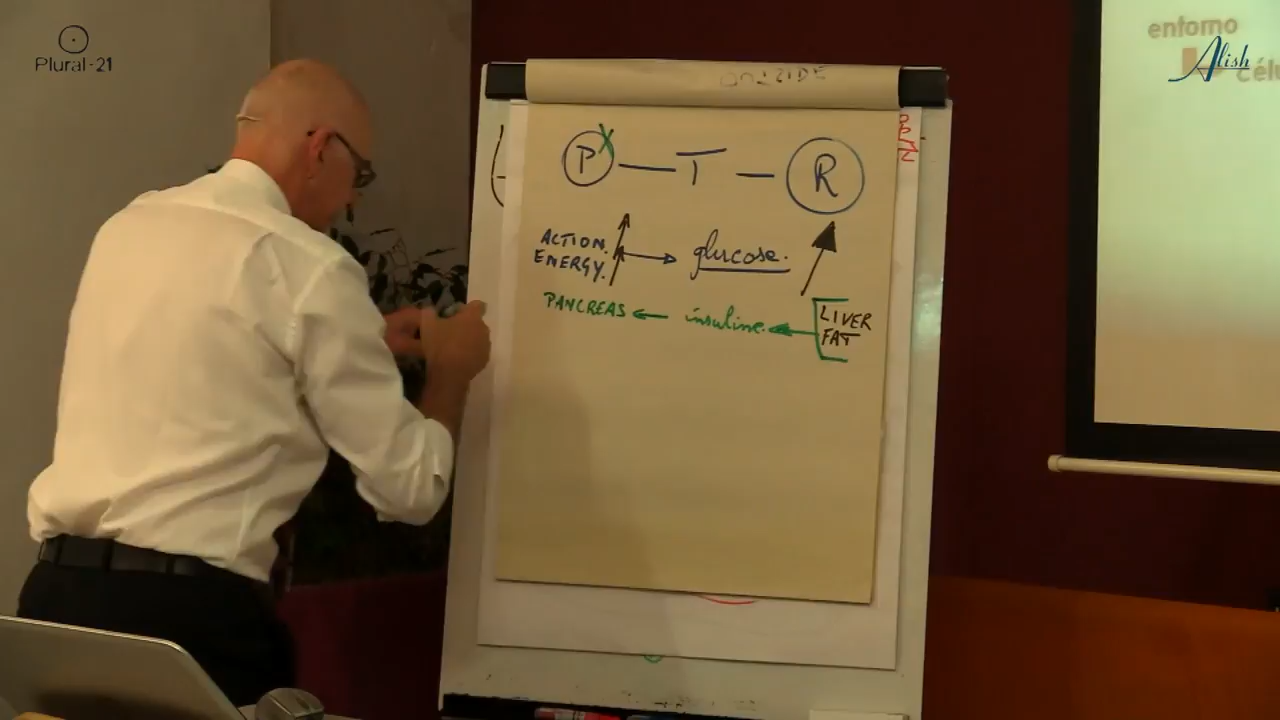 Plural-21
entorno
Alish
célu
P X — T — R
ACTION.
ENERGY. → glucose.
PANCREAS ← insuline. ← LIVER
FAT